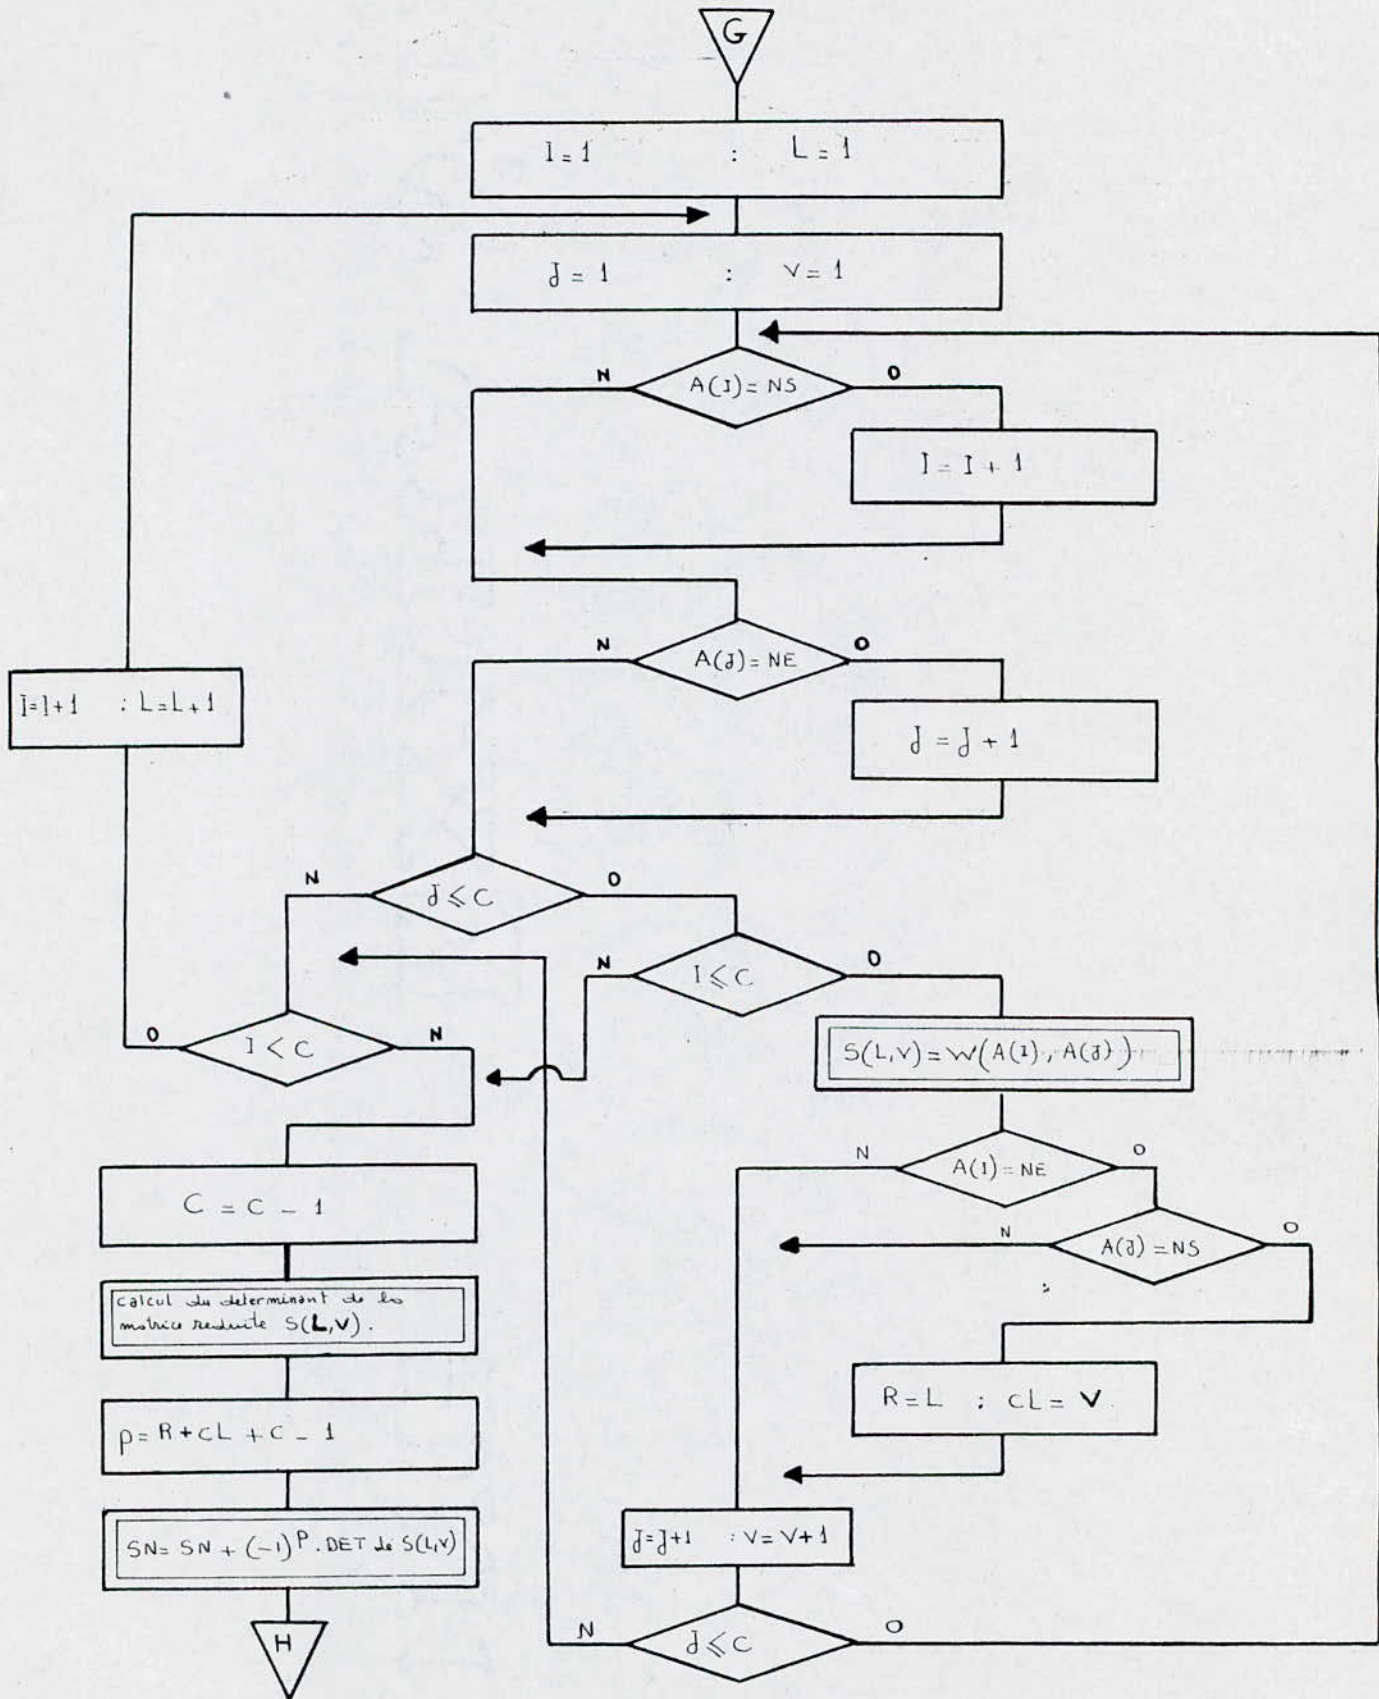 G
I = 1 : L = 1
J = 1 : V = 1
N A(I) = NS O
I = I + 1
N A(J) = NE O
I=I+1 : L=L+1
J = J + 1
N J ⩽ C O
N I ⩽ C O
O I < C N
S(L,V) = W(A(I), A(J))
N A(I) = NE O
C = C - 1
N A(J) = NS O
calcul du determinant de la
matrice reduite S(L,V).
R = L : CL = V
P = R + CL + C - 1
J=J+1 : V = V+1
SN = SN + (-1)^P. DET de S(L,V)
N J ⩽ C O
H